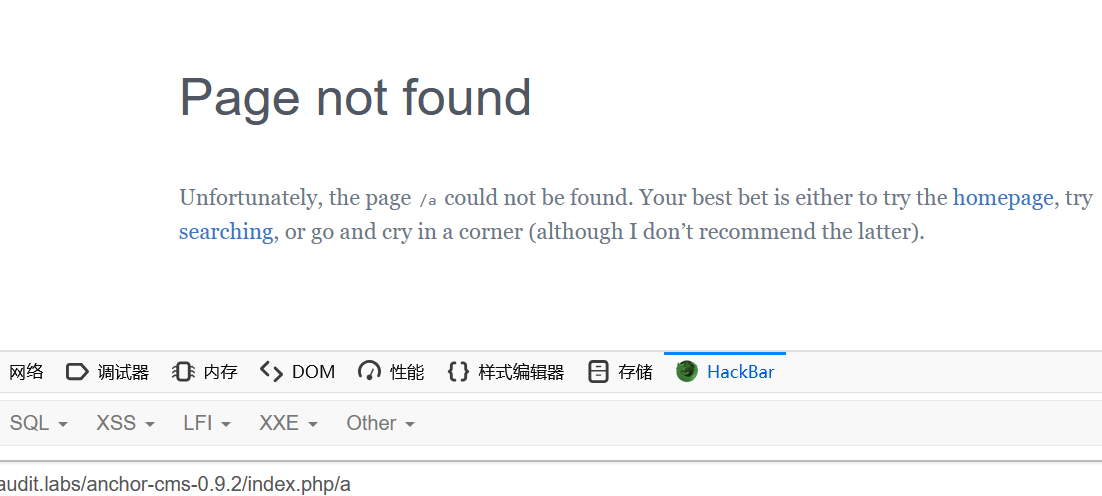 Page not found
Unfortunately, the page /a could not be found. Your best bet is either to try the homepage, try
searching, or go and cry in a corner (although I don’t recommend the latter).
网络 调试器 内存 DOM 性能 样式编辑器 存储 HackBar
SQL XSS LFI XXE Other
audit.labs/anchor-cms-0.9.2/index.php/a